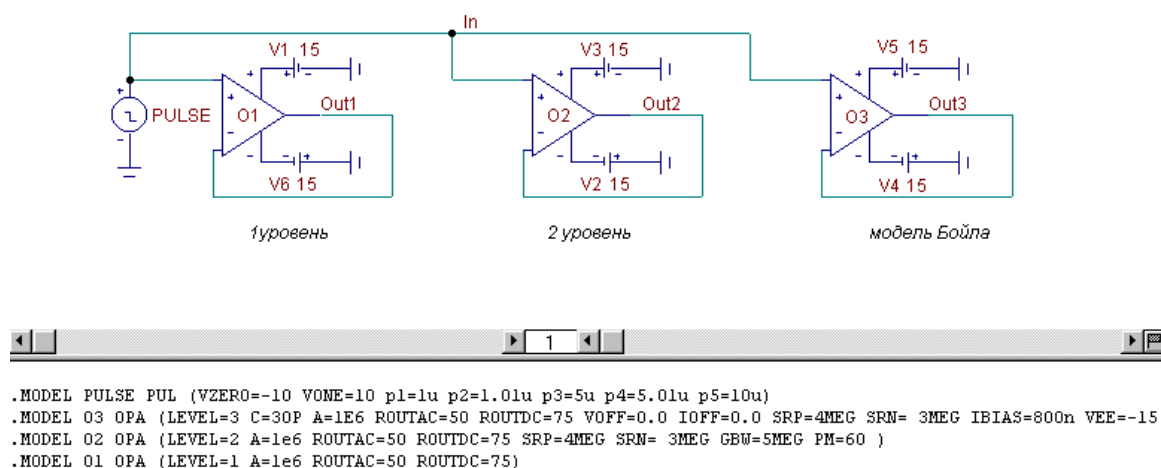 In
V1 15
V3 15
V5 15
PULSE
O1
Out1
O2
Out2
O3
Out3
V6 15
V2 15
V4 15
1уровень
2 уровень
модель Бойла
1
.MODEL PULSE PUL (VZERO=-10 VONE=10 p1=1u p2=1.01u p3=5u p4=5.01u p5=10u)
.MODEL O3 OPA (LEVEL=3 C=30P A=1E6 ROUTAC=50 ROUTDC=75 VOFF=0.0 IOFF=0.0 SRP=4MEG SRN= 3MEG IBIAS=800n VEE=-15
.MODEL O2 OPA (LEVEL=2 A=1e6 ROUTAC=50 ROUTDC=75 SRP=4MEG SRN= 3MEG GBW=5MEG PM=60 )
.MODEL O1 OPA (LEVEL=1 A=1e6 ROUTAC=50 ROUTDC=75)